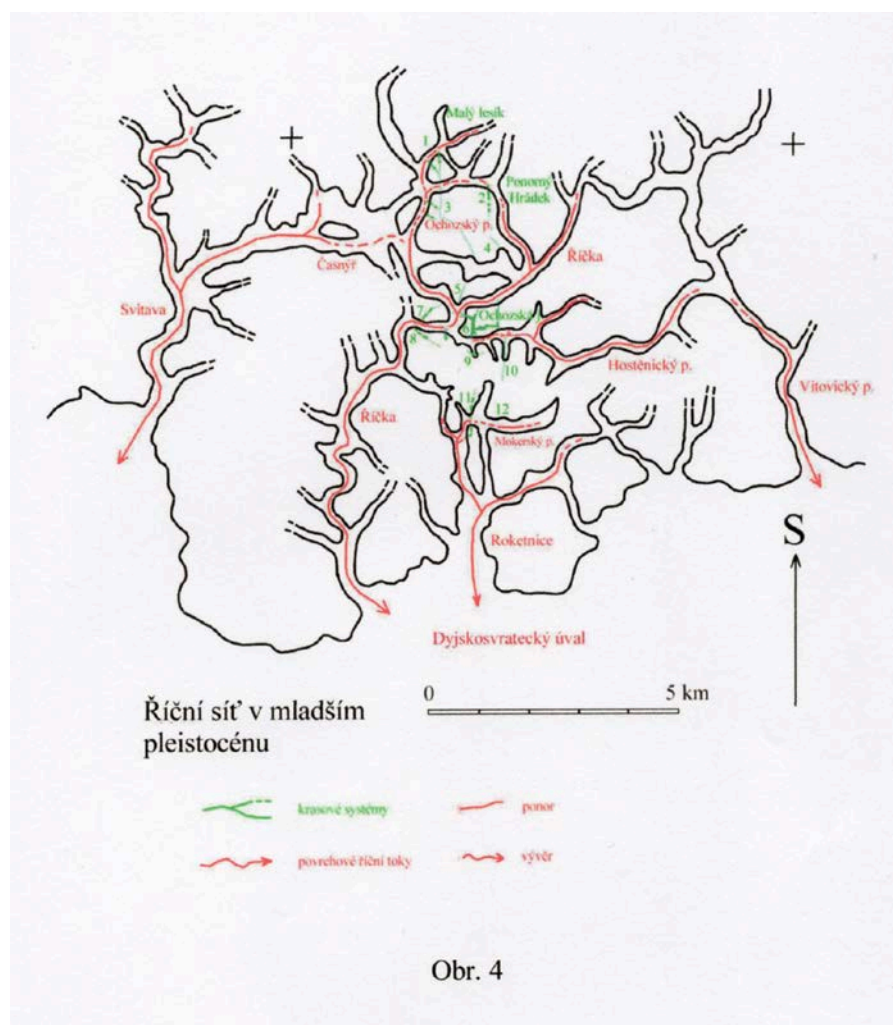 Malý lesík
1
Ponorný
Hrádek
2
3
Ochozský p.
4
Říčka
Časnýř
Svitava
5
7
Ochozský
6
8
9
10
Hostěnický p.
Vítovický p.
Říčka
11
12
Mokerský p.
Roketnice
S
Dyjskosvratecký úval
0 5 km
Říční síť v mladším
pleistocénu
krasové systémy
ponor
povrchové říční toky
vývěr
Obr. 4